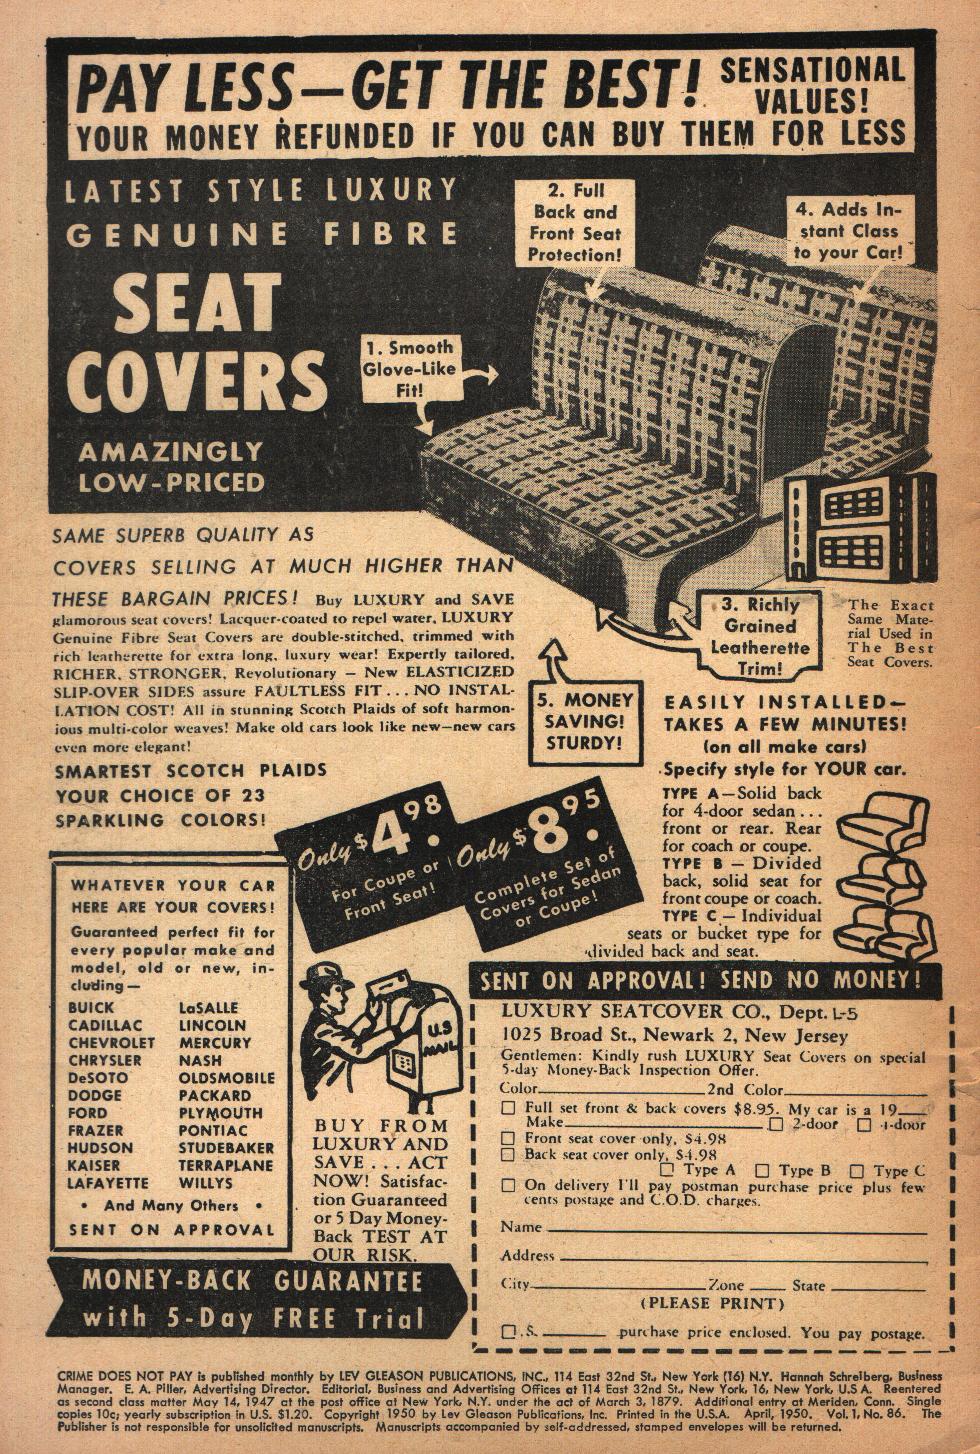 PAY LESS—GET THE BEST! SENSATIONAL VALUES!
YOUR MONEY REFUNDED IF YOU CAN BUY THEM FOR LESS
LATEST STYLE LUXURY
GENUINE FIBRE
SEAT
COVERS
AMAZINGLY
LOW-PRICED
1. Smooth
Glove-Like
Fit!
2. Full
Back and
Front Seat
Protection!
4. Adds In-
stant Class
to your Car!
SAME SUPERB QUALITY AS
COVERS SELLING AT MUCH HIGHER THAN
THESE BARGAIN PRICES! Buy LUXURY and SAVE
glamorous seat covers! Lacquer-coated to repel water, LUXURY
Genuine Fibre Seat Covers are double-stitched, trimmed with
rich leatherette for extra long, luxury wear! Expertly tailored,
RICHER, STRONGER, Revolutionary — New ELASTICIZED
SLIP-OVER SIDES assure FAULTLESS FIT . . . NO INSTAL-
LATION COST! All in stunning Scotch Plaids of soft harmon-
ious multi-color weaves! Make old cars look like new—new cars
even more elegant!
SMARTEST SCOTCH PLAIDS
YOUR CHOICE OF 23
SPARKLING COLORS!
3. Richly
Grained
Leatherette
Trim!
The Exact
Same Mate-
rial Used in
The Best
Seat Covers.
5. MONEY
SAVING!
STURDY!
EASILY INSTALLED—
TAKES A FEW MINUTES!
(on all make cars)
Specify style for YOUR car.
TYPE A—Solid back
for 4-door sedan . . .
front or rear. Rear
for coach or coupe.
TYPE B — Divided
back, solid seat for
front coupe or coach.
TYPE C — Individual
seats or bucket type for
divided back and seat.
Only $4.98
For Coupe or
Front Seat!
Only $8.95
Complete Set of
Covers for Sedan
or Coupe!
WHATEVER YOUR CAR
HERE ARE YOUR COVERS!
Guaranteed perfect fit for
every popular make and
model, old or new, in-
cluding—
BUICK LaSALLE
CADILLAC LINCOLN
CHEVROLET MERCURY
CHRYSLER NASH
DeSOTO OLDSMOBILE
DODGE PACKARD
FORD PLYMOUTH
FRAZER PONTIAC
HUDSON STUDEBAKER
KAISER TERRAPLANE
LAFAYETTE WILLYS
• And Many Others •
SENT ON APPROVAL
U.S
MAIL
BUY FROM
LUXURY AND
SAVE . . . ACT
NOW! Satisfac-
tion Guaranteed
or 5 Day Money-
Back TEST AT
OUR RISK.
MONEY-BACK GUARANTEE
with 5-Day FREE Trial
SENT ON APPROVAL! SEND NO MONEY!
LUXURY SEATCOVER CO., Dept. L-5
1025 Broad St., Newark 2, New Jersey
Gentlemen: Kindly rush LUXURY Seat Covers on special
5-day Money-Back Inspection Offer.
Color 2nd Color
Full set front & back covers $8.95. My car is a 19
Make 2-door 4-door
Front seat cover only, $4.98
Back seat cover only, $4.98
Type A Type B Type C
On delivery I'll pay postman purchase price plus few
cents postage and C.O.D. charges.
Name
Address
City Zone State
(PLEASE PRINT)
.S. purchase price enclosed. You pay postage.
CRIME DOES NOT PAY is published monthly by LEV GLEASON PUBLICATIONS, INC., 114 East 32nd St., New York (16) N.Y. Hannah Schreiberg, Business
Manager. E. A. Piller, Advertising Director. Editorial, Business and Advertising Offices at 114 East 32nd St., New York, 16, New York, U.S.A. Reentered
as second class matter May 14, 1947 at the post office at New York, N.Y. under the act of March 3, 1879. Additional entry at Meriden, Conn. Single
copies 10c; yearly subscription in U.S. $1.20. Copyright 1950 by Lev Gleason Publications, Inc. Printed in the U.S.A. April, 1950. Vol. 1, No. 86. The
Publisher is not responsible for unsolicited manuscripts. Manuscripts accompanied by self-addressed, stamped envelopes will be returned.